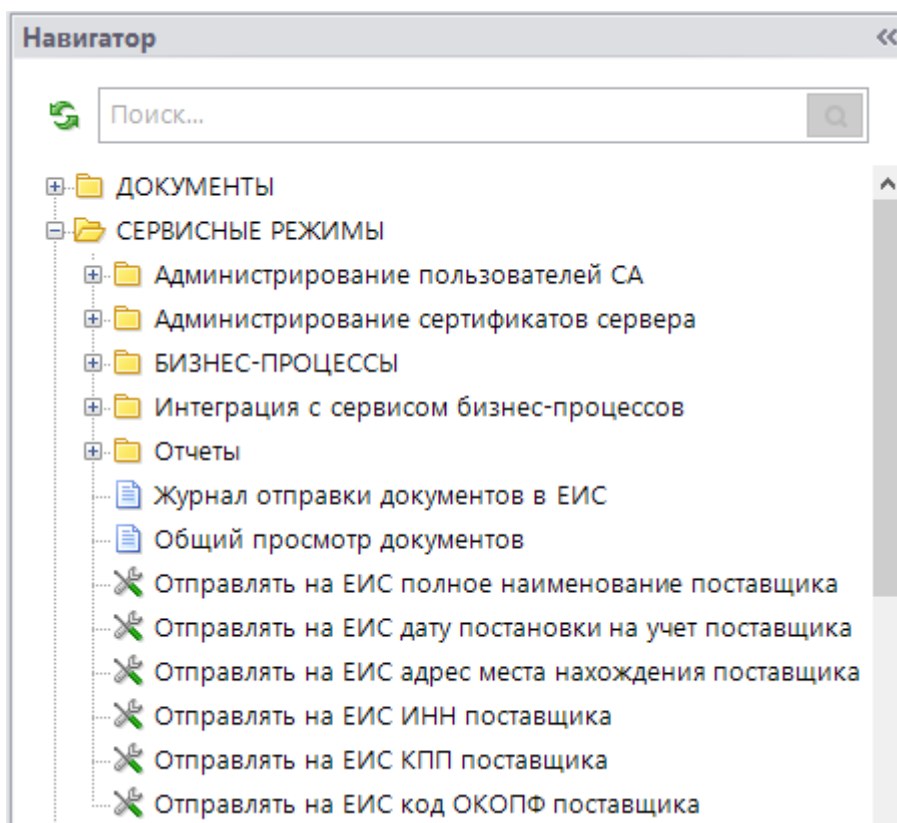 Навигатор
Поиск...
ДОКУМЕНТЫ
СЕРВИСНЫЕ РЕЖИМЫ
Администрирование пользователей СА
Администрирование сертификатов сервера
БИЗНЕС-ПРОЦЕССЫ
Интеграция с сервисом бизнес-процессов
Отчеты
Журнал отправки документов в ЕИС
Общий просмотр документов
Отправлять на ЕИС полное наименование поставщика
Отправлять на ЕИС дату постановки на учет поставщика
Отправлять на ЕИС адрес места нахождения поставщика
Отправлять на ЕИС ИНН поставщика
Отправлять на ЕИС КПП поставщика
Отправлять на ЕИС код ОКОПФ поставщика